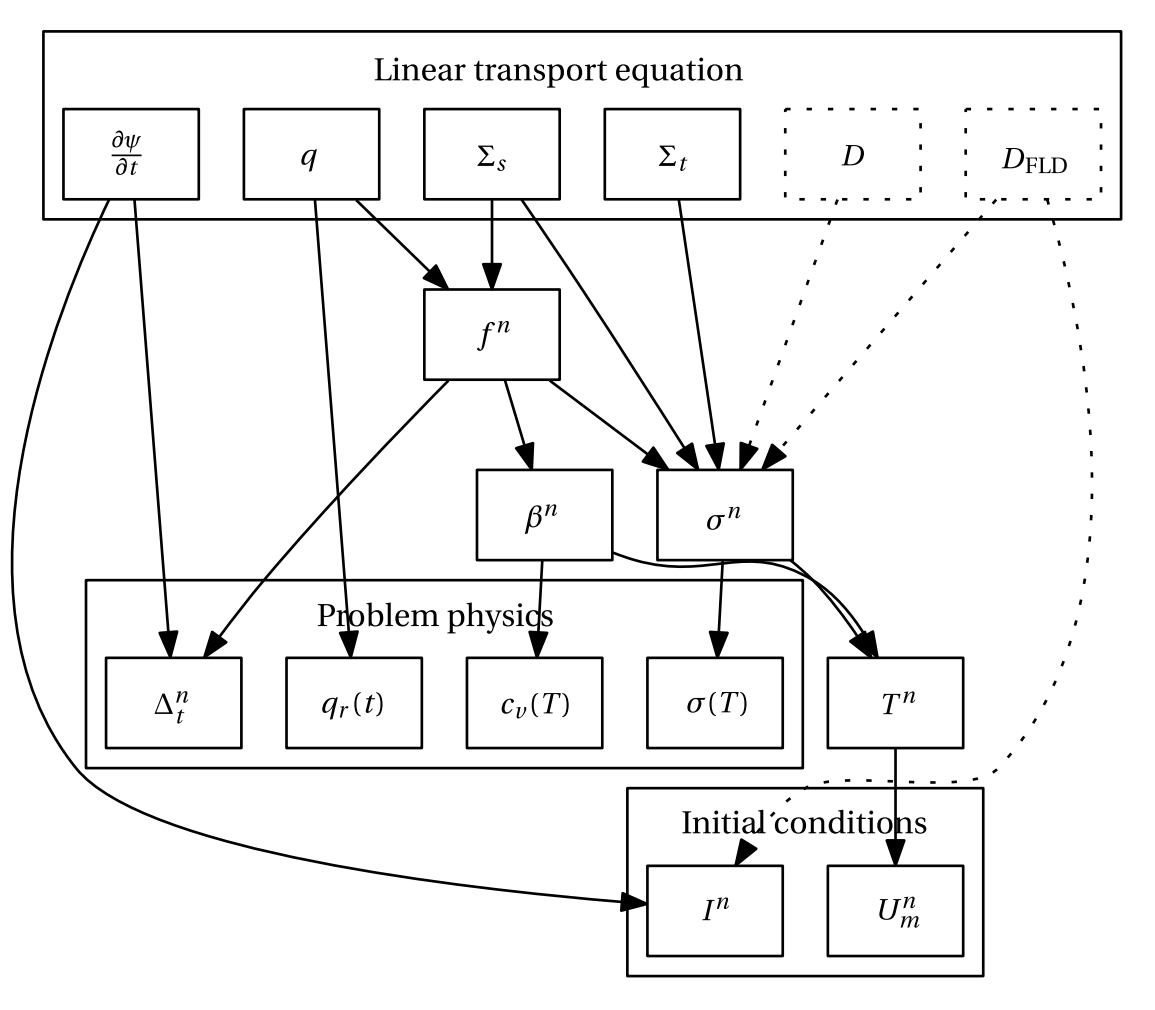 Linear transport equation
∂ψ/∂t q Σ_s Σ_t D D_FLD
f^n
β^n σ^n
Problem physics
Δ_t^n q_r(t) c_v(T) σ(T) T^n
Initial conditions
I^n U_m^n